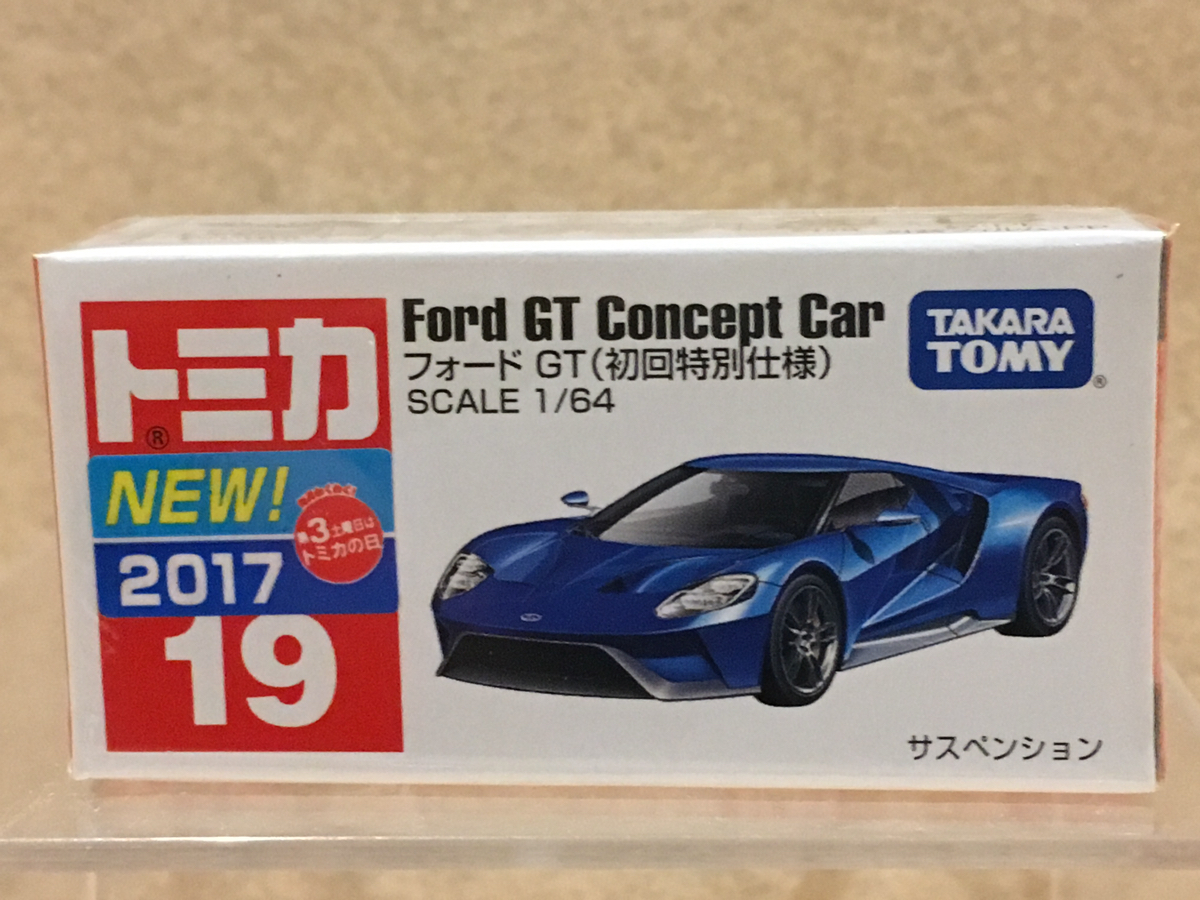 トミカ
®
NEW!
第3土曜日は
トミカの日
2017
19
Ford GT Concept Car
フォード GT(初回特別仕様)
SCALE 1/64
TAKARA
TOMY
®
サスペンション